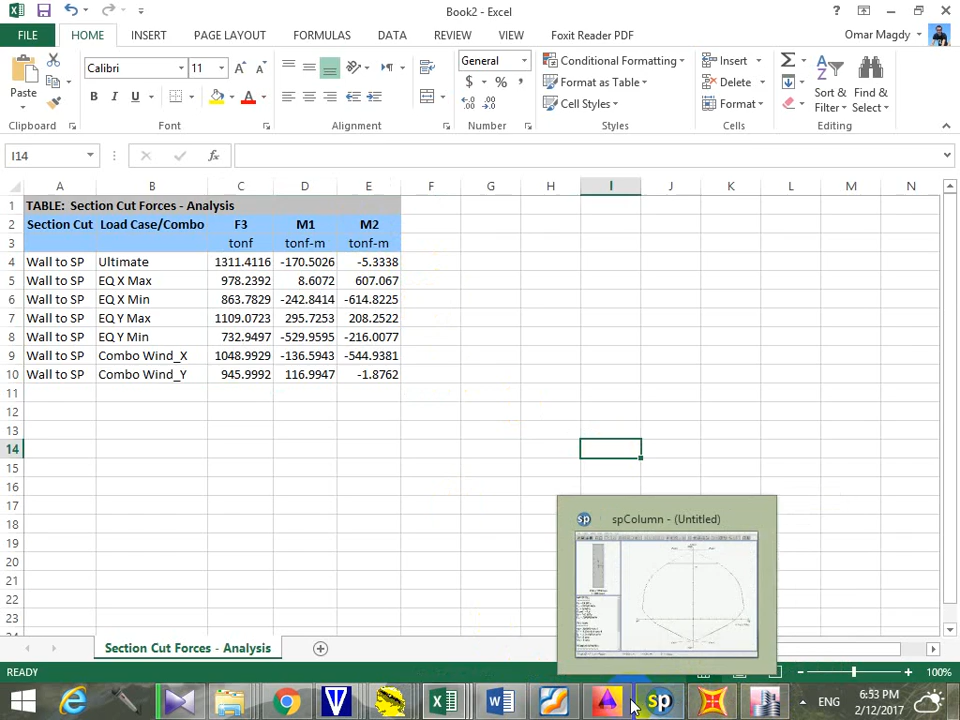 Book2 - Excel
FILE HOME INSERT PAGE LAYOUT FORMULAS DATA REVIEW VIEW Foxit Reader PDF Omar Magdy
Paste
Calibri 11
B I U A
General
$ % ,
Conditional Formatting
Format as Table
Cell Styles
Insert
Delete
Format
Sort & Filter
Find & Select
Clipboard Font Alignment Number Styles Cells Editing
I14 fx
A B C D E F G H I J K L M N
1 TABLE: Section Cut Forces - Analysis
2 Section Cut Load Case/Combo F3 M1 M2
3 tonf tonf-m tonf-m
4 Wall to SP Ultimate 1311.4116 -170.5026 -5.3338
5 Wall to SP EQ X Max 978.2392 8.6072 607.067
6 Wall to SP EQ X Min 863.7829 -242.8414 -614.8225
7 Wall to SP EQ Y Max 1109.0723 295.7253 208.2522
8 Wall to SP EQ Y Min 732.9497 -529.9595 -216.0077
9 Wall to SP Combo Wind_X 1048.9929 -136.5943 -544.9381
10 Wall to SP Combo Wind_Y 945.9992 116.9947 -1.8762
11
12
13
14
15
16
17
18
19
20
21
22
23
sp spColumn - (Untitled)
Section Cut Forces - Analysis
READY 100%
sp ENG 6:53 PM
2/12/2017